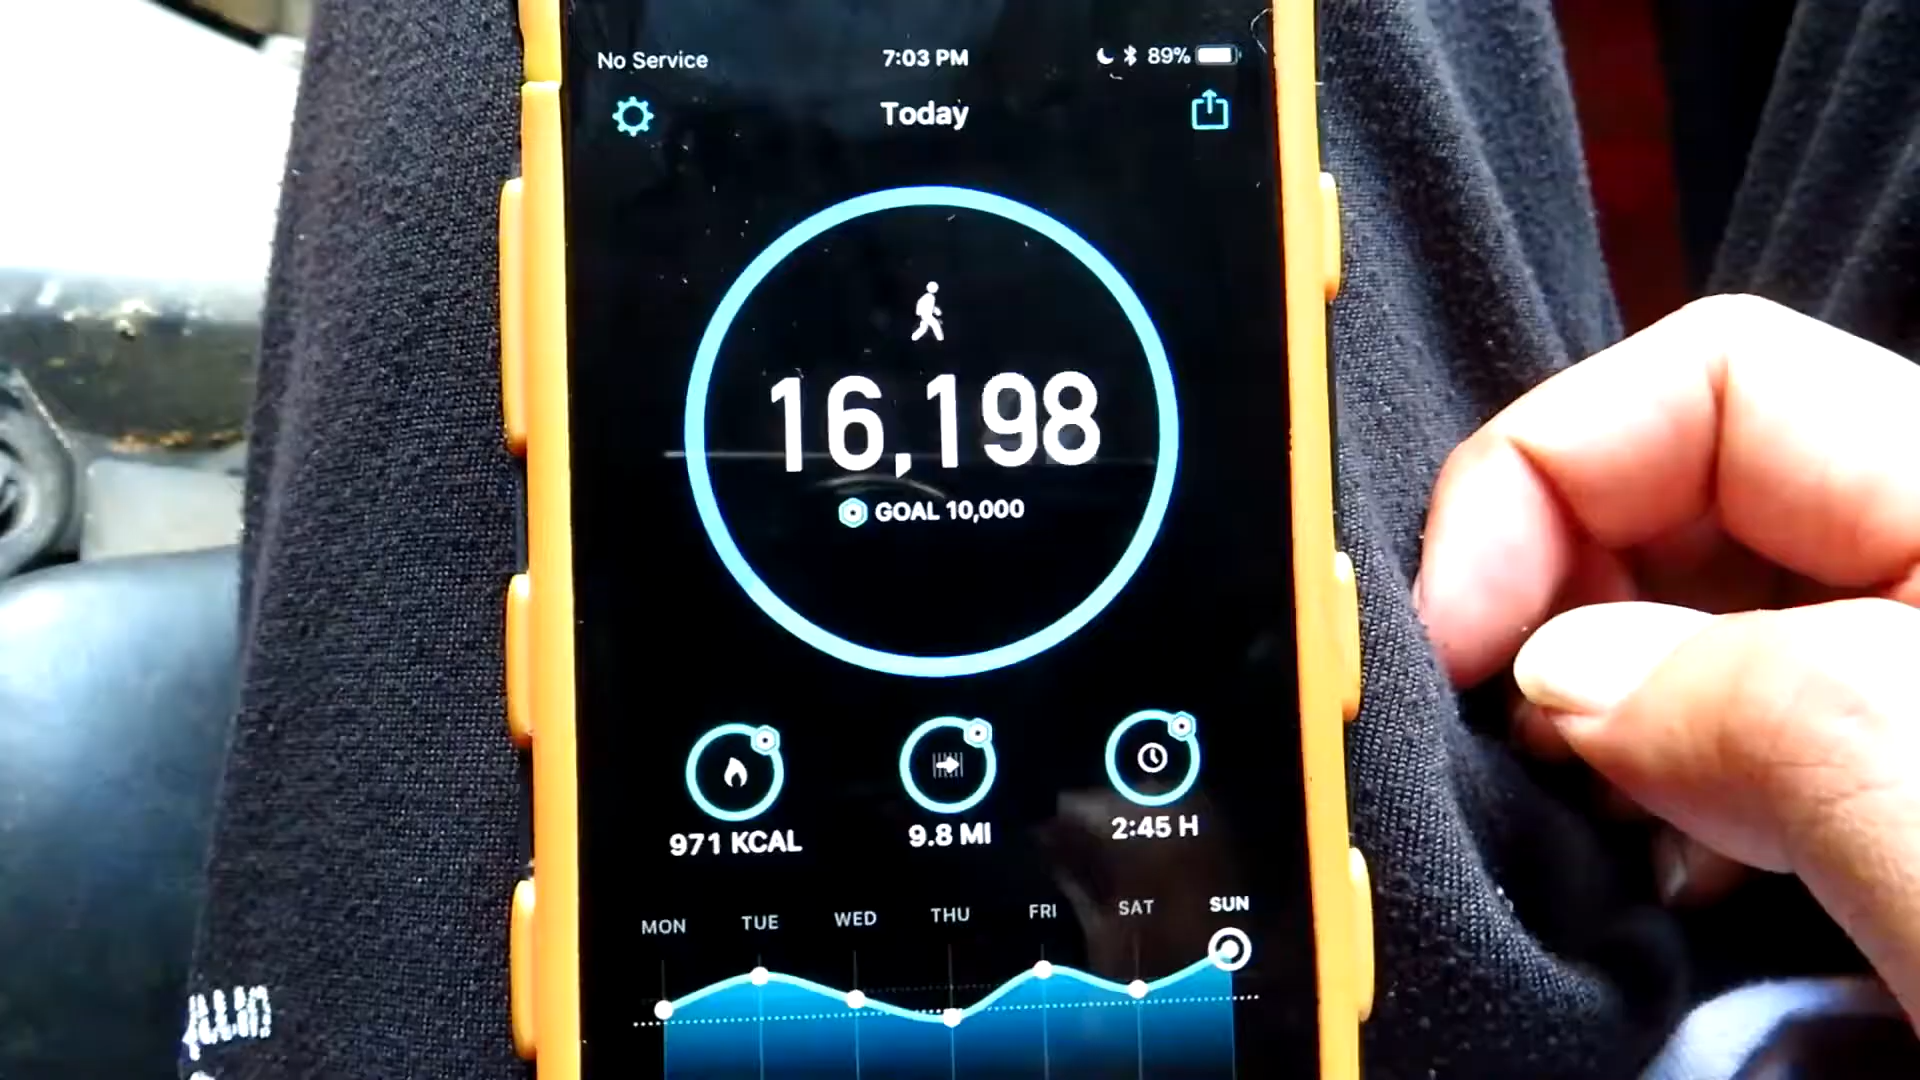 No Service 7:03 PM 89%
Today
16,198
GOAL 10,000
971 KCAL 9.8 MI 2:45 H
MON TUE WED THU FRI SAT SUN